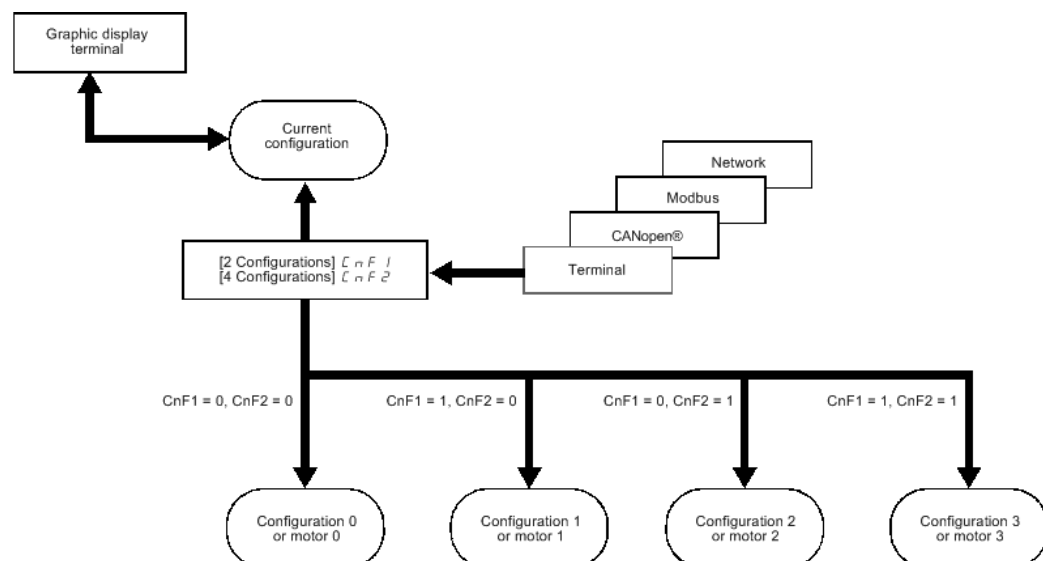 Graphic display
terminal
Current
configuration
Network
Modbus
CANopen®
Terminal
[2 Configurations] CnF1
[4 Configurations] CnF2
CnF1 = 0, CnF2 = 0
CnF1 = 1, CnF2 = 0
CnF1 = 0, CnF2 = 1
CnF1 = 1, CnF2 = 1
Configuration 0
or motor 0
Configuration 1
or motor 1
Configuration 2
or motor 2
Configuration 3
or motor 3